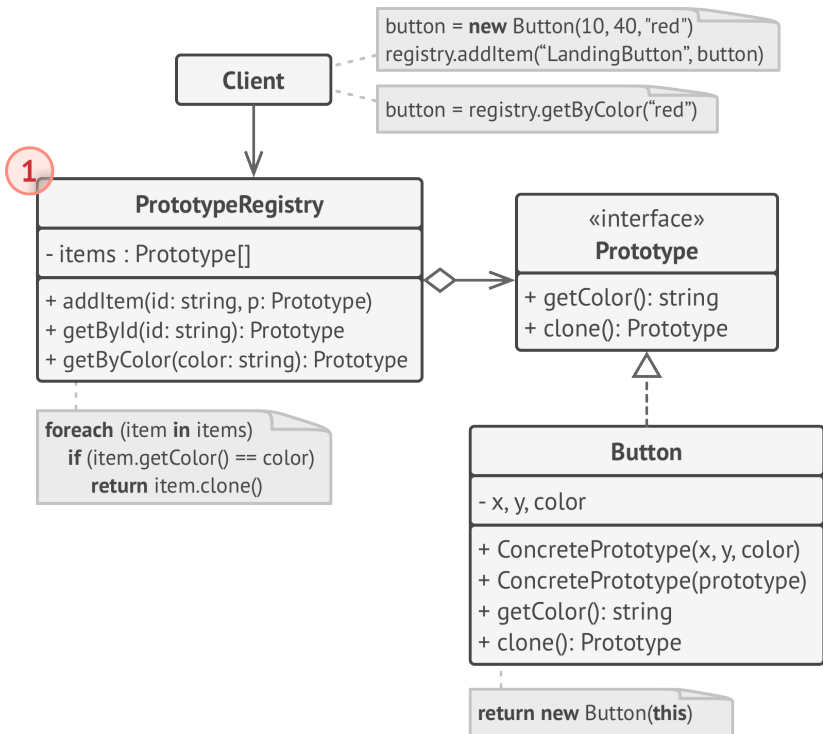 button = new Button(10, 40, "red")
registry.addItem(“LandingButton”, button)
Client
button = registry.getByColor(“red”)
1
PrototypeRegistry
- items : Prototype[]
+ addItem(id: string, p: Prototype)
+ getById(id: string): Prototype
+ getByColor(color: string): Prototype
«interface»
Prototype
+ getColor(): string
+ clone(): Prototype
foreach (item in items)
if (item.getColor() == color)
return item.clone()
Button
- x, y, color
+ ConcretePrototype(x, y, color)
+ ConcretePrototype(prototype)
+ getColor(): string
+ clone(): Prototype
return new Button(this)